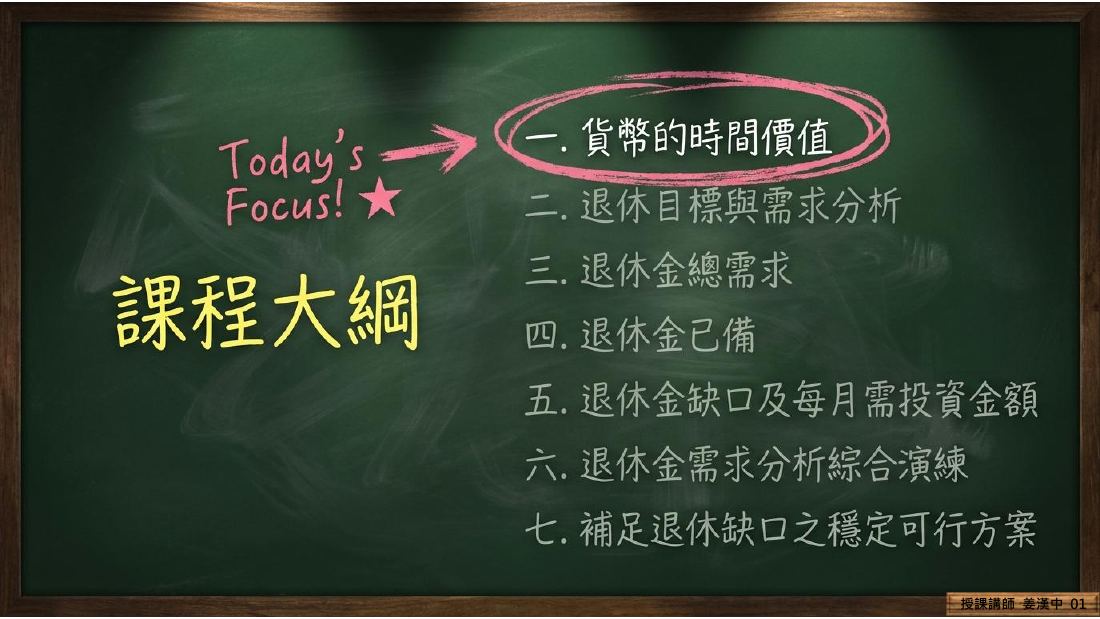 Today's
Focus!
課程大綱
一. 貨幣的時間價值
二. 退休目標與需求分析
三. 退休金總需求
四. 退休金已備
五. 退休金缺口及每月需投資金額
六. 退休金需求分析綜合演練
七. 補足退休缺口之穩定可行方案
授課講師 姜漢中 01